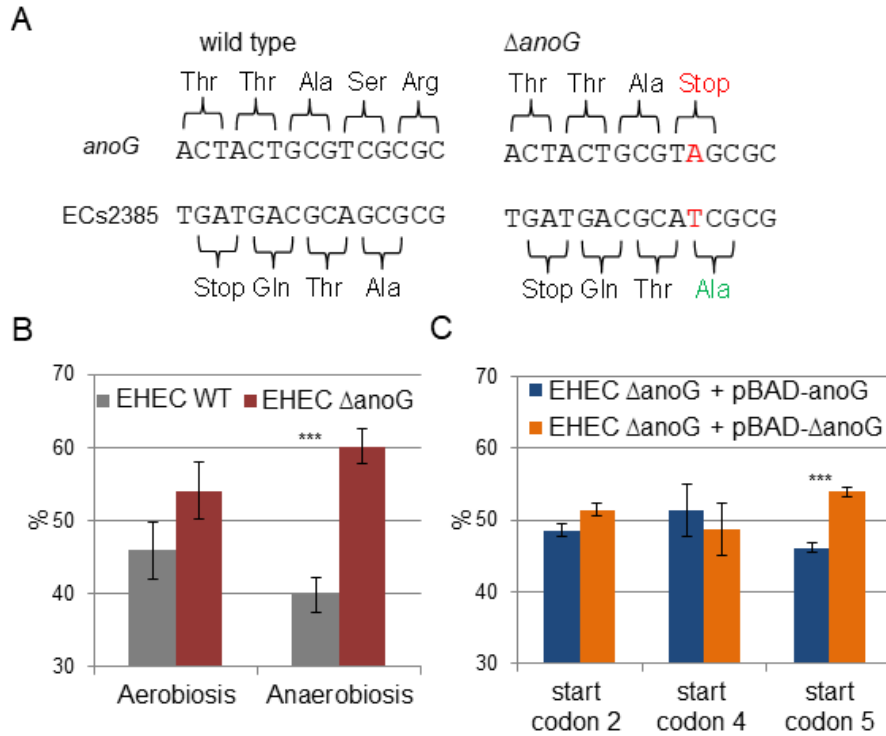 A
wild type
ΔanoG
Thr Thr Ala Ser Arg
Thr Thr Ala Stop
anoG
ACTACTGCGTCGCGC
ACTACTGCGTAGCGC
ECs2385
TGATGACGCAGCGCG
TGATGACGCATCGCG
Stop Gln Thr Ala
Stop Gln Thr Ala
B
70
60
50
40
30
%
EHEC WT
EHEC ΔanoG
***
Aerobiosis
Anaerobiosis
C
70
60
50
40
30
%
EHEC ΔanoG + pBAD-anoG
EHEC ΔanoG + pBAD-ΔanoG
***
start codon 2
start codon 4
start codon 5